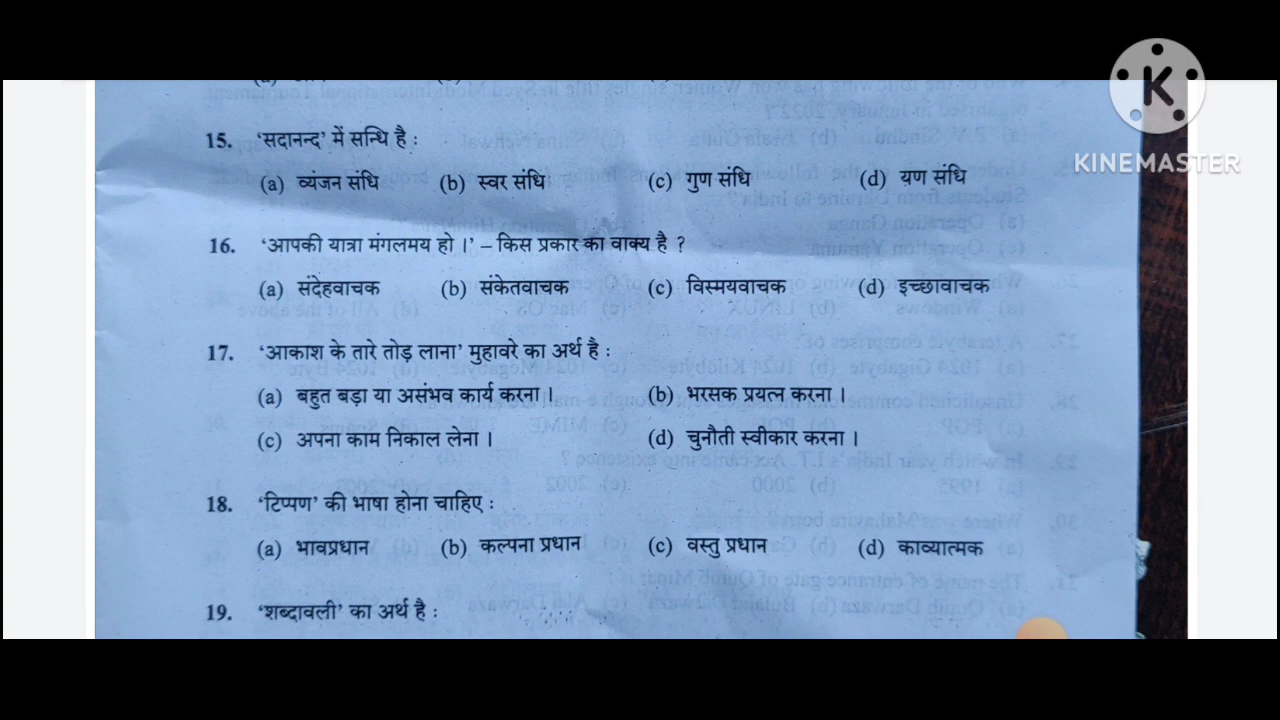 K
KINEMASTER
15. ‘सदानन्द’ में सन्धि है :
(a) व्यंजन संधि (b) स्वर संधि (c) गुण संधि (d) यण संधि
16. ‘आपकी यात्रा मंगलमय हो ।’ – किस प्रकार का वाक्य है ?
(a) संदेहवाचक (b) संकेतवाचक (c) विस्मयवाचक (d) इच्छावाचक
17. ‘आकाश के तारे तोड़ लाना’ मुहावरे का अर्थ है :
(a) बहुत बड़ा या असंभव कार्य करना । (b) भरसक प्रयत्न करना ।
(c) अपना काम निकाल लेना । (d) चुनौती स्वीकार करना ।
18. ‘टिप्पण’ की भाषा होना चाहिए :
(a) भावप्रधान (b) कल्पना प्रधान (c) वस्तु प्रधान (d) काव्यात्मक
19. ‘शब्दावली’ का अर्थ है :